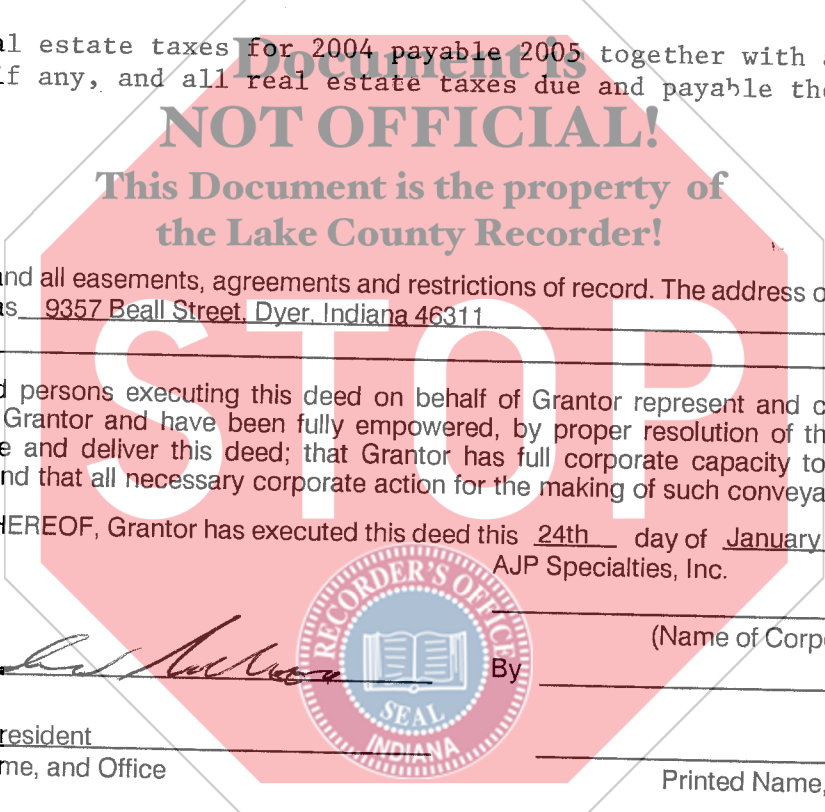 al estate taxes for 2004 payable 2005 together with
if any, and all real estate taxes due and payable the
Document is
NOT OFFICIAL!
This Document is the property of
the Lake County Recorder!
nd all easements, agreements and restrictions of record. The address o
s 9357 Beall Street, Dyer, Indiana 46311
STOP
d persons executing this deed on behalf of Grantor represent and c
Grantor and have been fully empowered, by proper resolution of th
e and deliver this deed; that Grantor has full corporate capacity to
nd that all necessary corporate action for the making of such conveya
HEREOF, Grantor has executed this deed this 24th day of January
AJP Specialties, Inc.
RECORDER'S OFFICE
(Name of Corp
By
SEAL
resident
INDIANA
me, and Office
Printed Name,